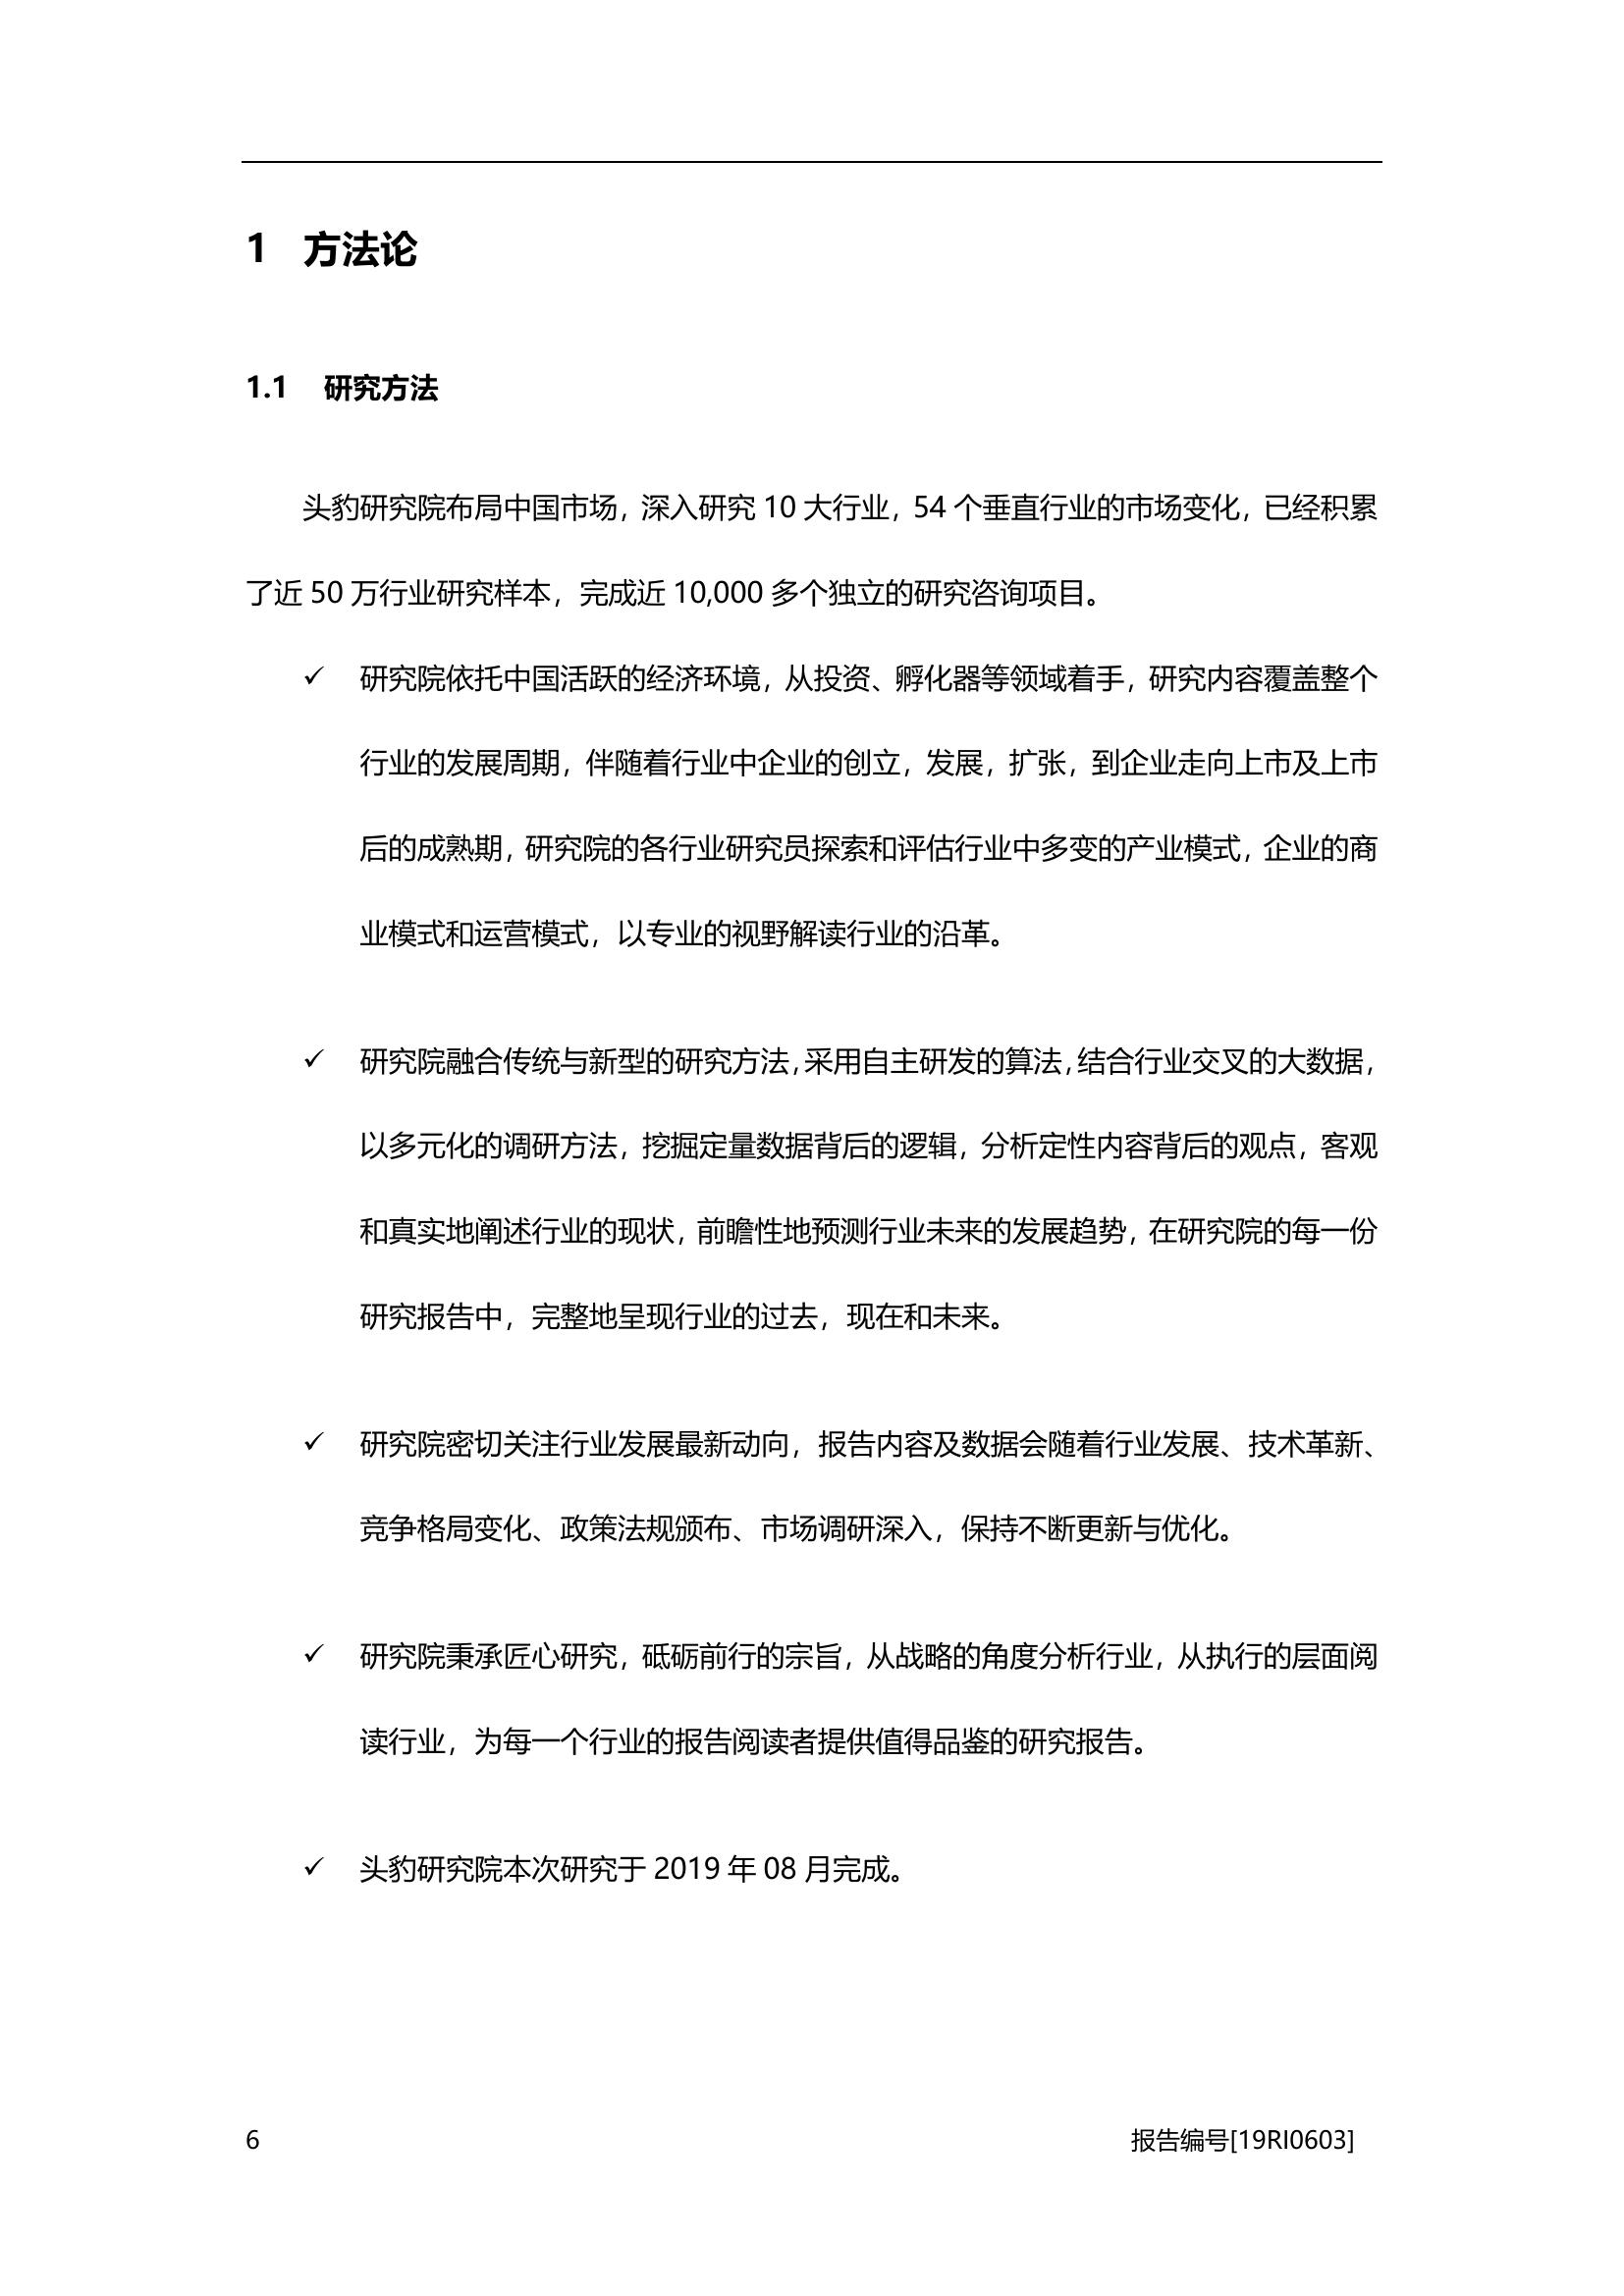 1 方法论
1.1 研究方法
头豹研究院布局中国市场，深入研究 10 大行业，54 个垂直行业的市场变化，已经积累
了近 50 万行业研究样本，完成近 10,000 多个独立的研究咨询项目。
✓ 研究院依托中国活跃的经济环境，从投资、孵化器等领域着手，研究内容覆盖整个
行业的发展周期，伴随着行业中企业的创立，发展，扩张，到企业走向上市及上市
后的成熟期，研究院的各行业研究员探索和评估行业中多变的产业模式，企业的商
业模式和运营模式，以专业的视野解读行业的沿革。
✓ 研究院融合传统与新型的研究方法，采用自主研发的算法，结合行业交叉的大数据，
以多元化的调研方法，挖掘定量数据背后的逻辑，分析定性内容背后的观点，客观
和真实地阐述行业的现状，前瞻性地预测行业未来的发展趋势，在研究院的每一份
研究报告中，完整地呈现行业的过去，现在和未来。
✓ 研究院密切关注行业发展最新动向，报告内容及数据会随着行业发展、技术革新、
竞争格局变化、政策法规颁布、市场调研深入，保持不断更新与优化。
✓ 研究院秉承匠心研究，砥砺前行的宗旨，从战略的角度分析行业，从执行的层面阅
读行业，为每一个行业的报告阅读者提供值得品鉴的研究报告。
✓ 头豹研究院本次研究于 2019 年 08 月完成。
6 报告编号[19RI0603]